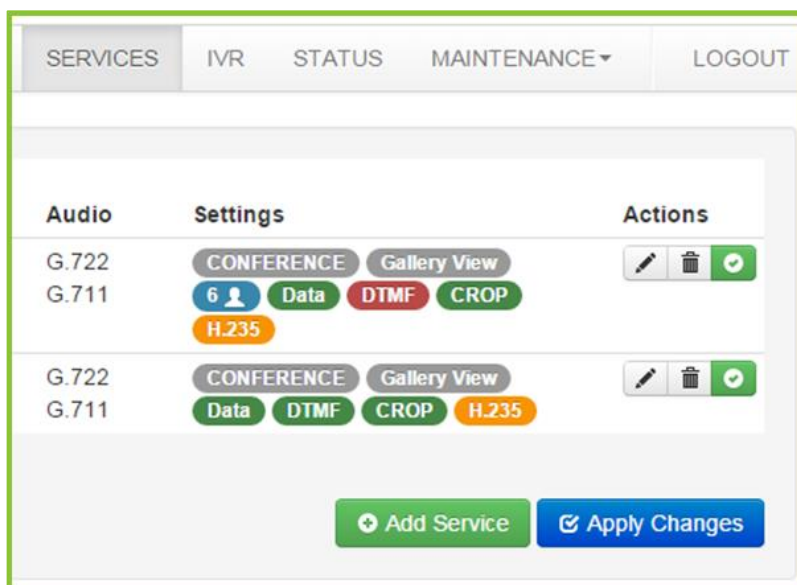 SERVICES IVR STATUS MAINTENANCE LOGOUT
Audio Settings Actions
G.722 CONFERENCE Gallery View
G.711 6 Data DTMF CROP
H.235
G.722 CONFERENCE Gallery View
G.711 Data DTMF CROP H.235
Add Service Apply Changes